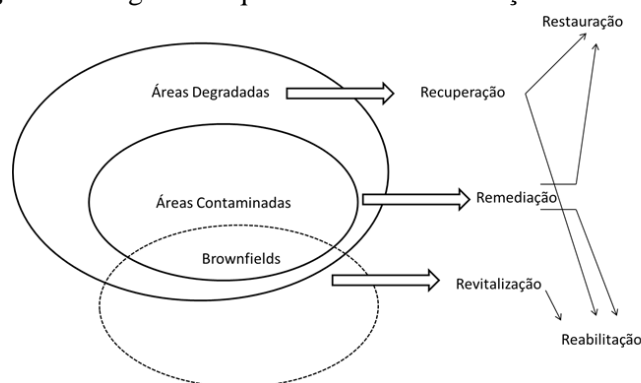 Restauração
Áreas Degradadas
Recuperação
Áreas Contaminadas
Remediação
Brownfields
Revitalização
Reabilitação